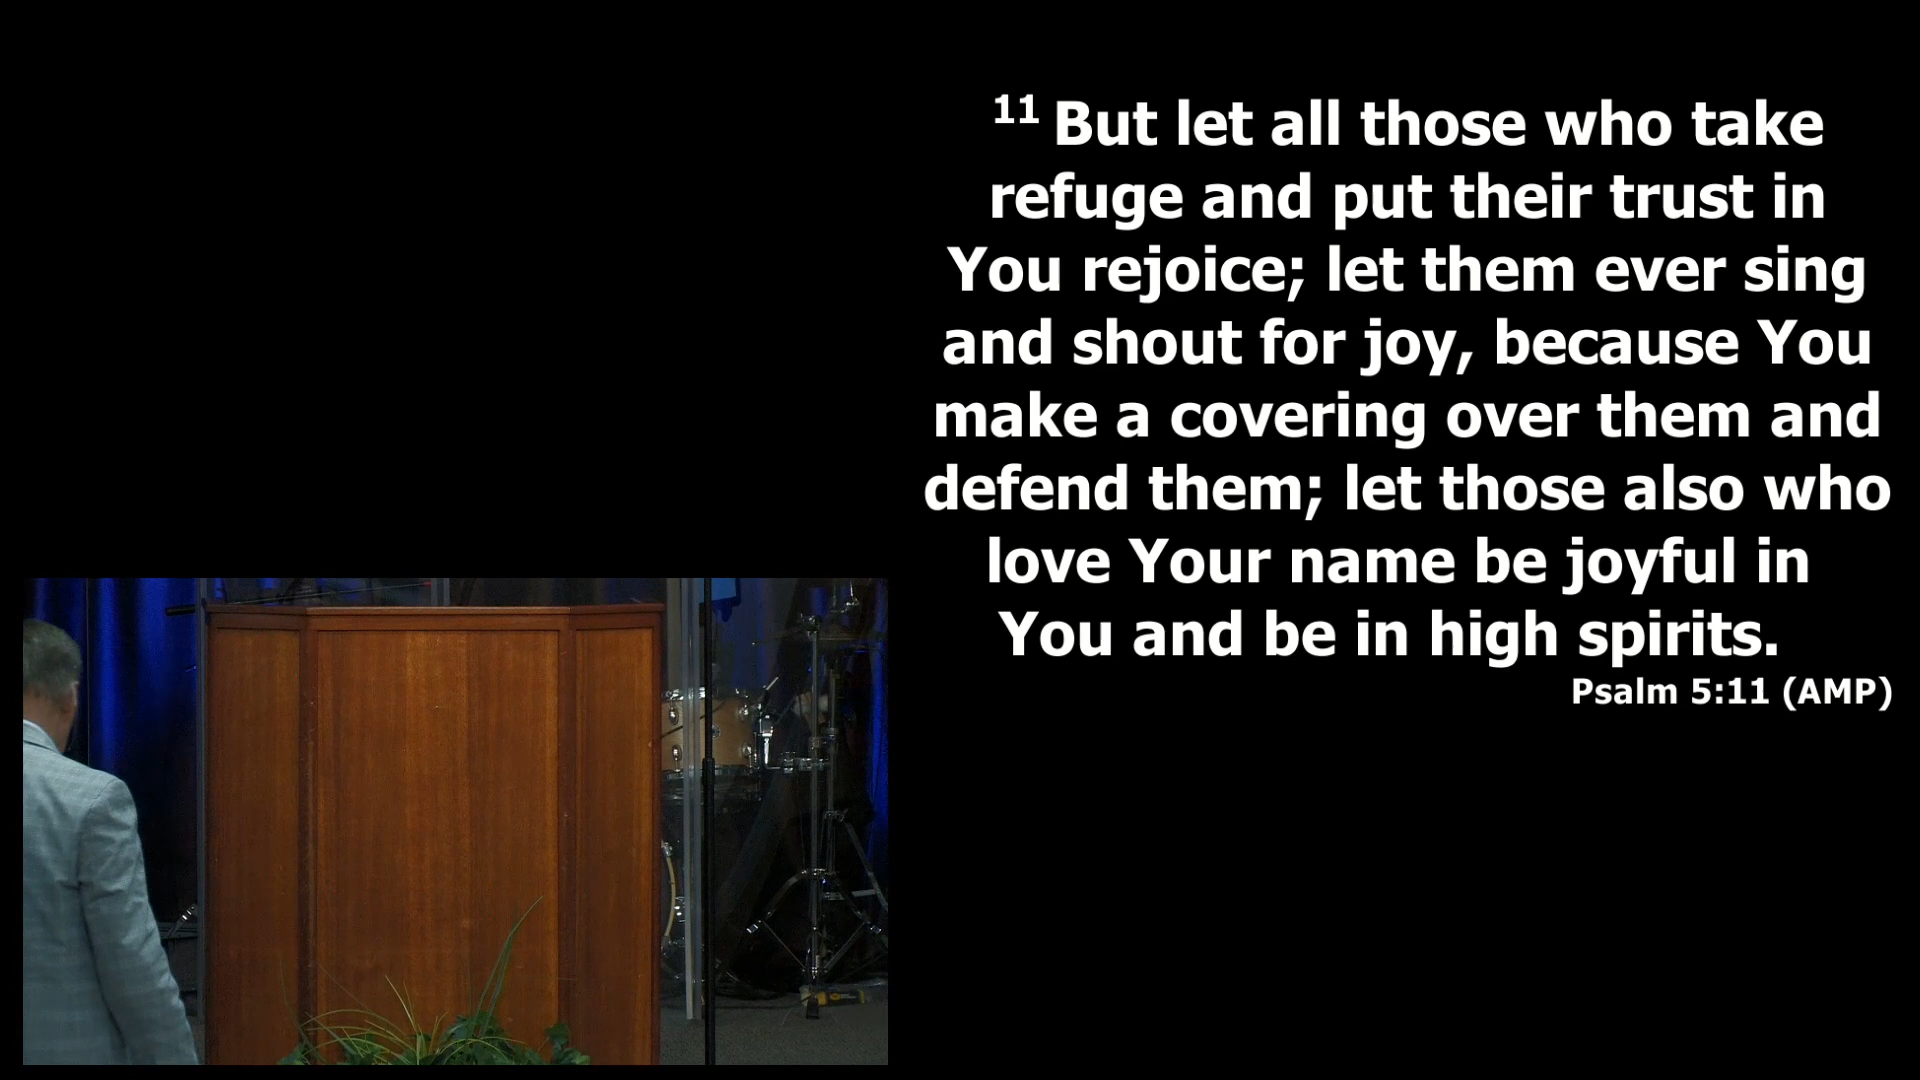 11 But let all those who take
refuge and put their trust in
You rejoice; let them ever sing
and shout for joy, because You
make a covering over them and
defend them; let those also who
love Your name be joyful in
You and be in high spirits.
Psalm 5:11 (AMP)